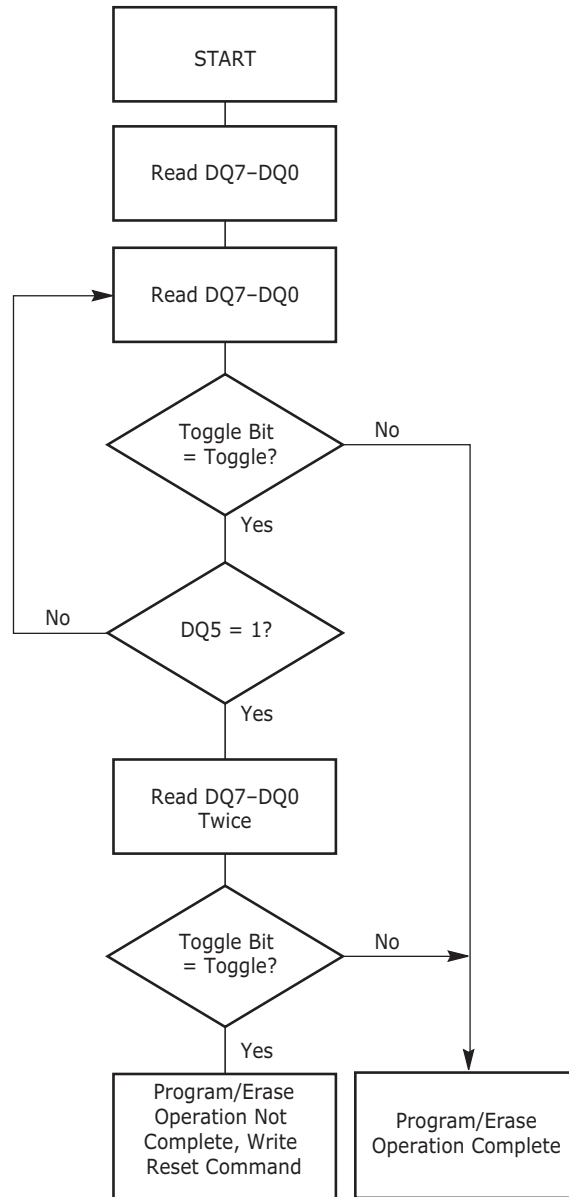 START
Read DQ7–DQ0
Read DQ7–DQ0
Toggle Bit
= Toggle?
No
Yes
No
DQ5 = 1?
Yes
Read DQ7–DQ0
Twice
Toggle Bit
= Toggle?
No
Yes
Program/Erase
Operation Not
Complete, Write
Reset Command
Program/Erase
Operation Complete